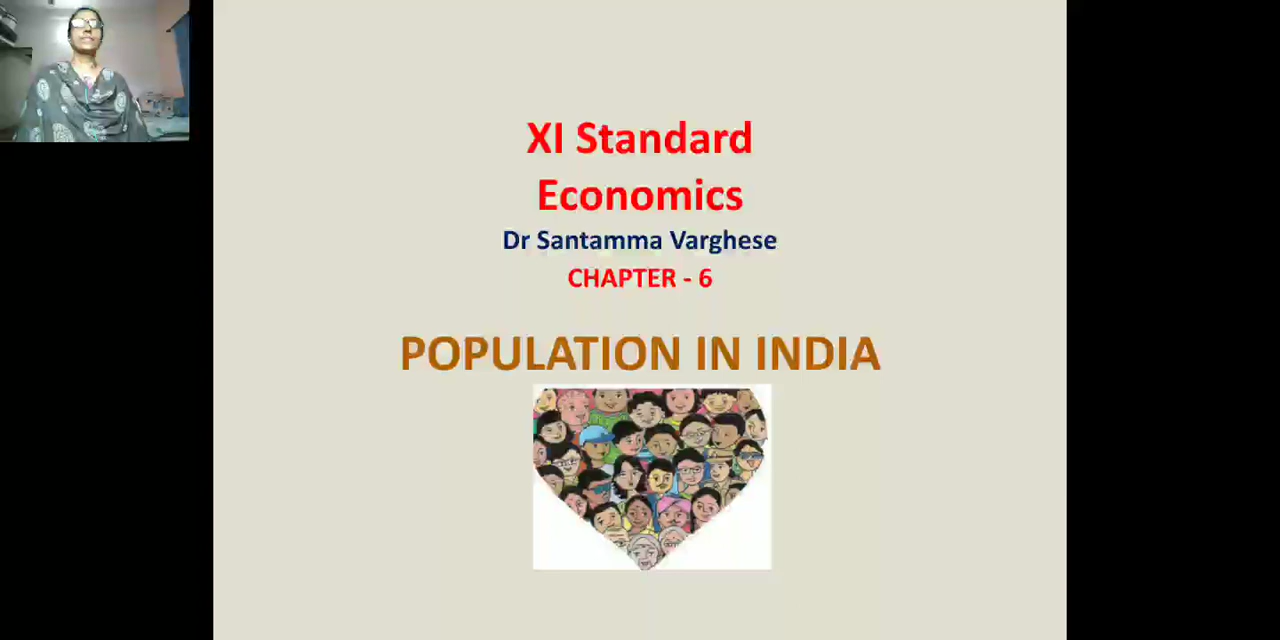 XI Standard
Economics
Dr Santamma Varghese
CHAPTER - 6
POPULATION IN INDIA